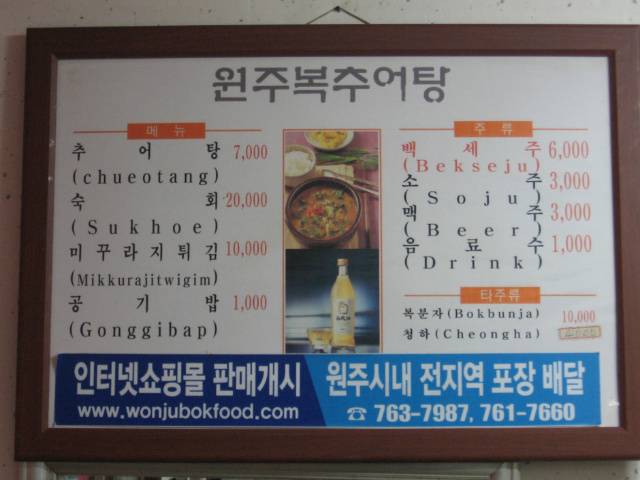 원주복추어탕
메뉴
추어탕 7,000
(chueotang)
숙회 20,000
(Sukhoe)
미꾸라지튀김 10,000
(Mikkurajitwigim)
공기밥 1,000
(Gonggibap)
주류
백세주 6,000
(Bekseju)
소주 3,000
(Soju)
맥주 3,000
(Beer)
음료수 1,000
(Drink)
타주류
복분자(Bokbunja) 10,000
청하(Cheongha)
인터넷쇼핑몰 판매개시
www.wonjubokfood.com
원주시내 전지역 포장 배달
☎ 763-7987, 761-7660